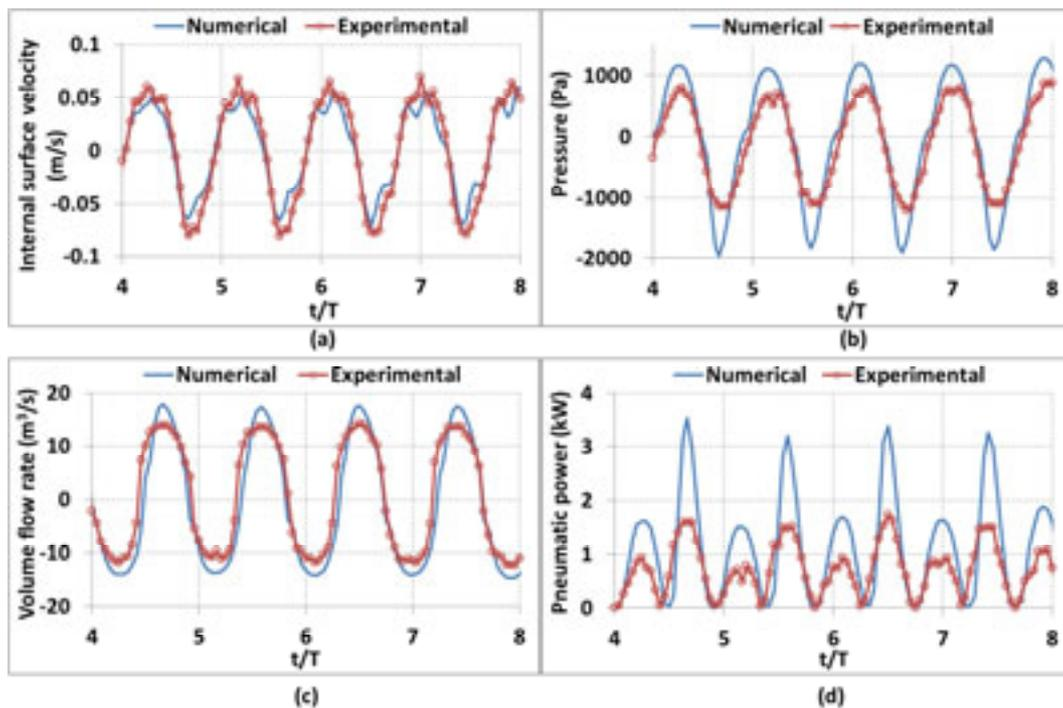 Numerical Experimental
Internal surface velocity
(m/s)
0.1
0.05
0
-0.05
-0.1
4 5 6 7 8
t/T
(a)
Numerical Experimental
Pressure (Pa)
1000
0
-1000
-2000
4 5 6 7 8
t/T
(b)
Numerical Experimental
Volume flow rate (m³/s)
20
10
0
-10
-20
4 5 6 7 8
t/T
(c)
Numerical Experimental
Pneumatic power (kW)
4
3
2
1
0
4 5 6 7 8
t/T
(d)